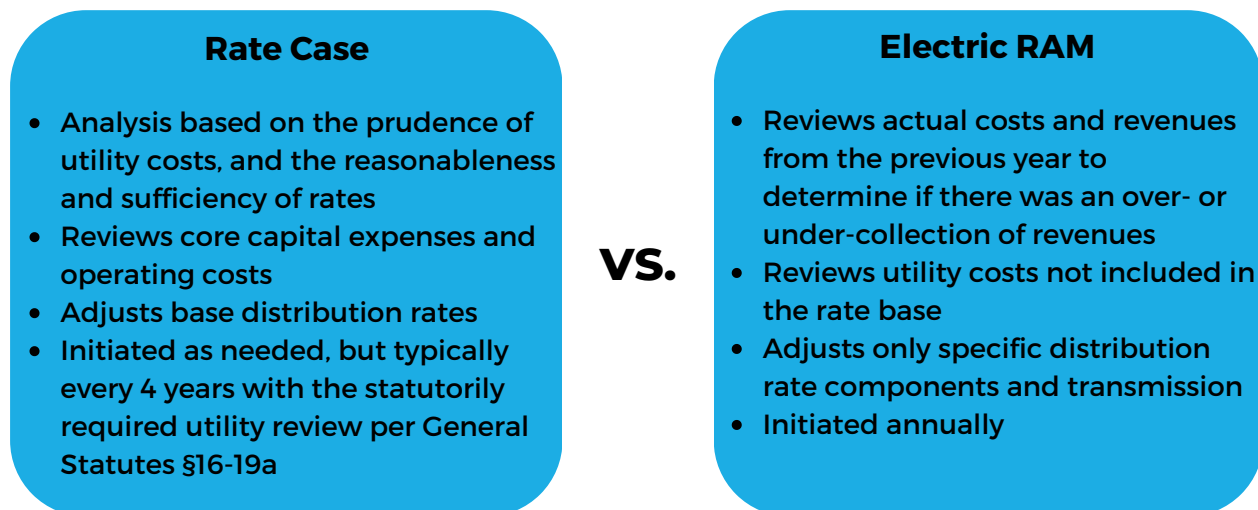 Rate Case
• Analysis based on the prudence of
utility costs, and the reasonableness
and sufficiency of rates
• Reviews core capital expenses and
operating costs
• Adjusts base distribution rates
• Initiated as needed, but typically
every 4 years with the statutorily
required utility review per General
Statutes §16-19a
vs.
Electric RAM
• Reviews actual costs and revenues
from the previous year to
determine if there was an over- or
under-collection of revenues
• Reviews utility costs not included in
the rate base
• Adjusts only specific distribution
rate components and transmission
• Initiated annually